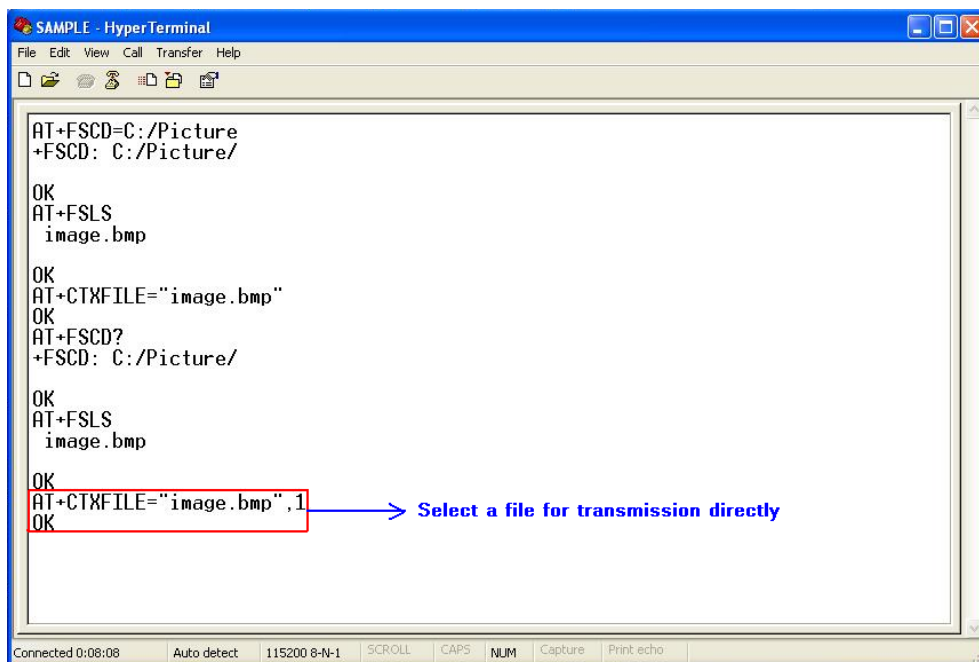 SAMPLE - HyperTerminal
File Edit View Call Transfer Help
AT+FSCD=C:/Picture
+FSCD: C:/Picture/
OK
AT+FSLS
image.bmp
OK
AT+CTXFILE="image.bmp"
OK
AT+FSCD?
+FSCD: C:/Picture/
OK
AT+FSLS
image.bmp
OK
AT+CTXFILE="image.bmp",1
OK
Select a file for transmission directly
Connected 0:08:08 Auto detect 115200 8-N-1 SCROLL CAPS NUM Capture Print echo